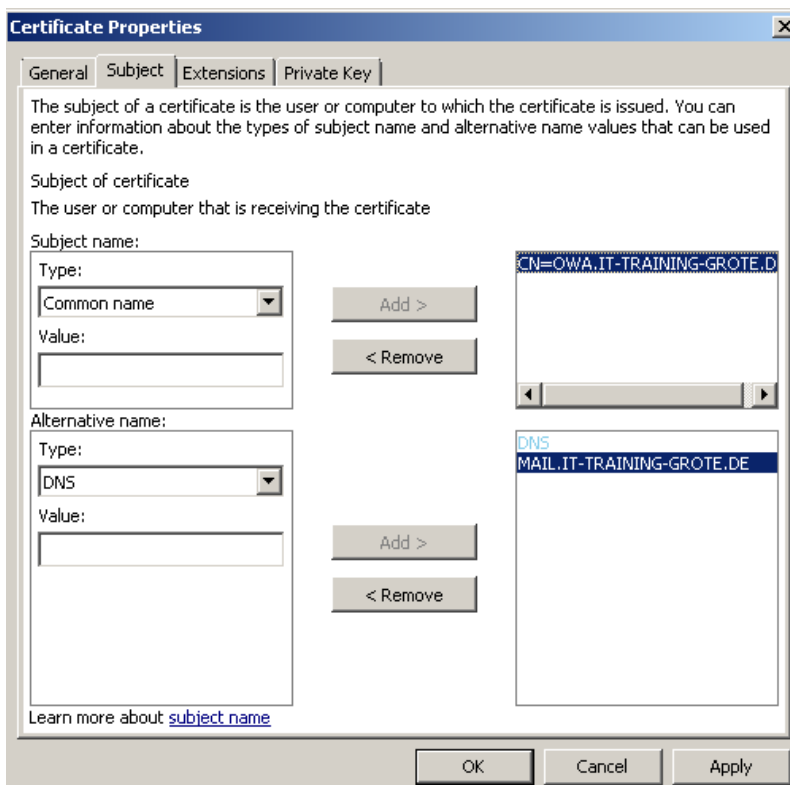 Certificate Properties
General Subject Extensions Private Key
The subject of a certificate is the user or computer to which the certificate is issued. You can
enter information about the types of subject name and alternative name values that can be used
in a certificate.
Subject of certificate
The user or computer that is receiving the certificate
Subject name:
Type:
Common name
Value:
Add >
< Remove
CN=OWA.IT-TRAINING-GROTE.D
Alternative name:
Type:
DNS
Value:
Add >
< Remove
DNS
MAIL.IT-TRAINING-GROTE.DE
Learn more about subject name
OK Cancel Apply